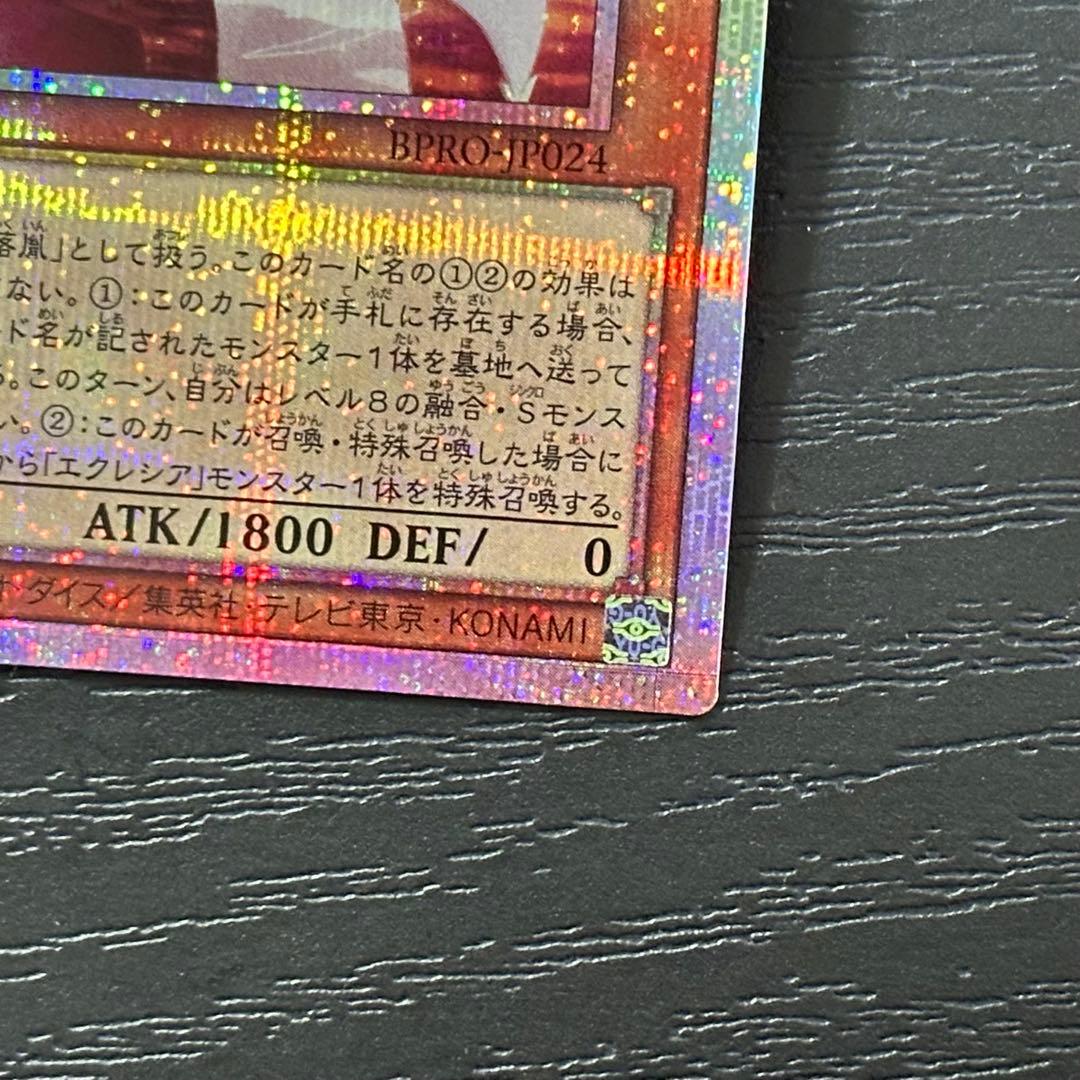 BPRO-JP024
落胤」として扱う。このカード名の①②の効果は
ない。①:このカードが手札に存在する場合、
ド名が記されたモンスター1体を墓地へ送って
。このターン、自分はレベル8の融合・Sモンス
い。②:このカードが召喚・特殊召喚した場合に
から「エクレシア」モンスター1体を特殊召喚する。
ATK/1800 DEF/ 0
ダイス/集英社・テレビ東京・KONAMI